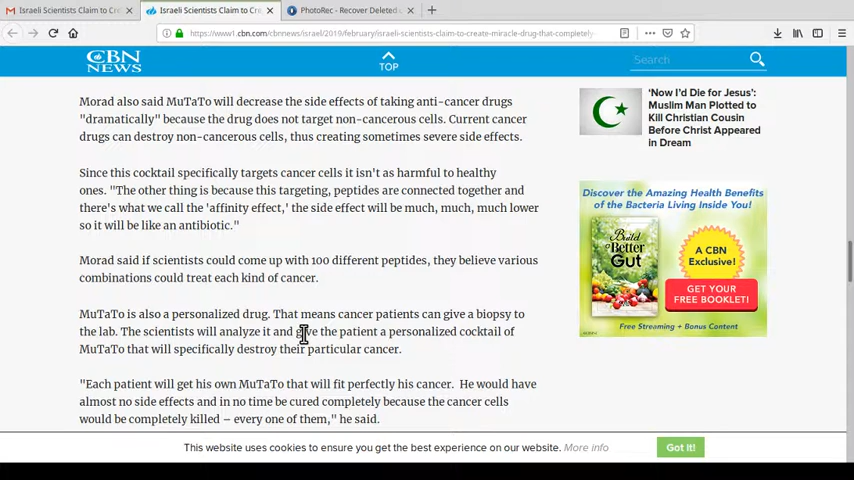 Israeli Scientists Claim to Cr
Israeli Scientists Claim to Cre
PhotoRec - Recover Deleted
https://www1.cbn.com/cbnnews/israel/2019/february/israeli-scientists-claim-to-create-miracle-drug-that-completely-
CBN
NEWS
TOP
Search
Morad also said MuTaTo will decrease the side effects of taking anti-cancer drugs
"dramatically" because the drug does not target non-cancerous cells. Current cancer
drugs can destroy non-cancerous cells, thus creating sometimes severe side effects.
Since this cocktail specifically targets cancer cells it isn't as harmful to healthy
ones. "The other thing is because this targeting, peptides are connected together and
there's what we call the 'affinity effect,' the side effect will be much, much, much lower
so it will be like an antibiotic."
Morad said if scientists could come up with 100 different peptides, they believe various
combinations could treat each kind of cancer.
MuTaTo is also a personalized drug. That means cancer patients can give a biopsy to
the lab. The scientists will analyze it and give the patient a personalized cocktail of
MuTaTo that will specifically destroy their particular cancer.
"Each patient will get his own MuTaTo that will fit perfectly his cancer.  He would have
almost no side effects and in no time be cured completely because the cancer cells
would be completely killed – every one of them," he said.
'Now I'd Die for Jesus':
Muslim Man Plotted to
Kill Christian Cousin
Before Christ Appeared
in Dream
Discover the Amazing Health Benefits
of the Bacteria Living Inside You!
Build a
Better
Gut
A CBN
Exclusive!
GET YOUR
FREE BOOKLET!
Free Streaming + Bonus Content
This website uses cookies to ensure you get the best experience on our website. More info
Got it!